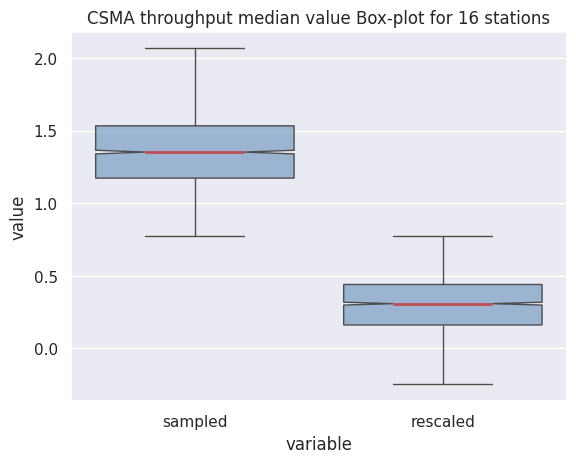 CSMA throughput median value Box-plot for 16 stations
2.0
1.5
1.0
0.5
0.0
value
sampled
rescaled
variable